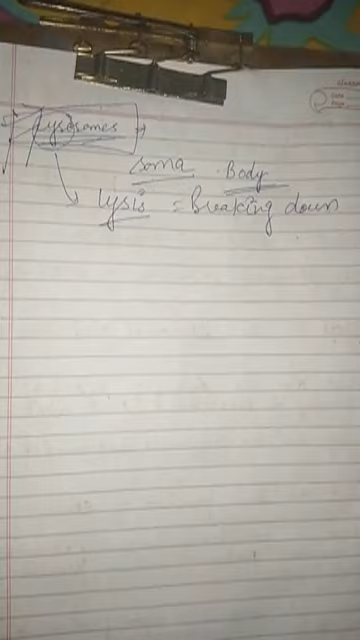 Lysosomes →
Soma . Body
Lysis = Breaking down